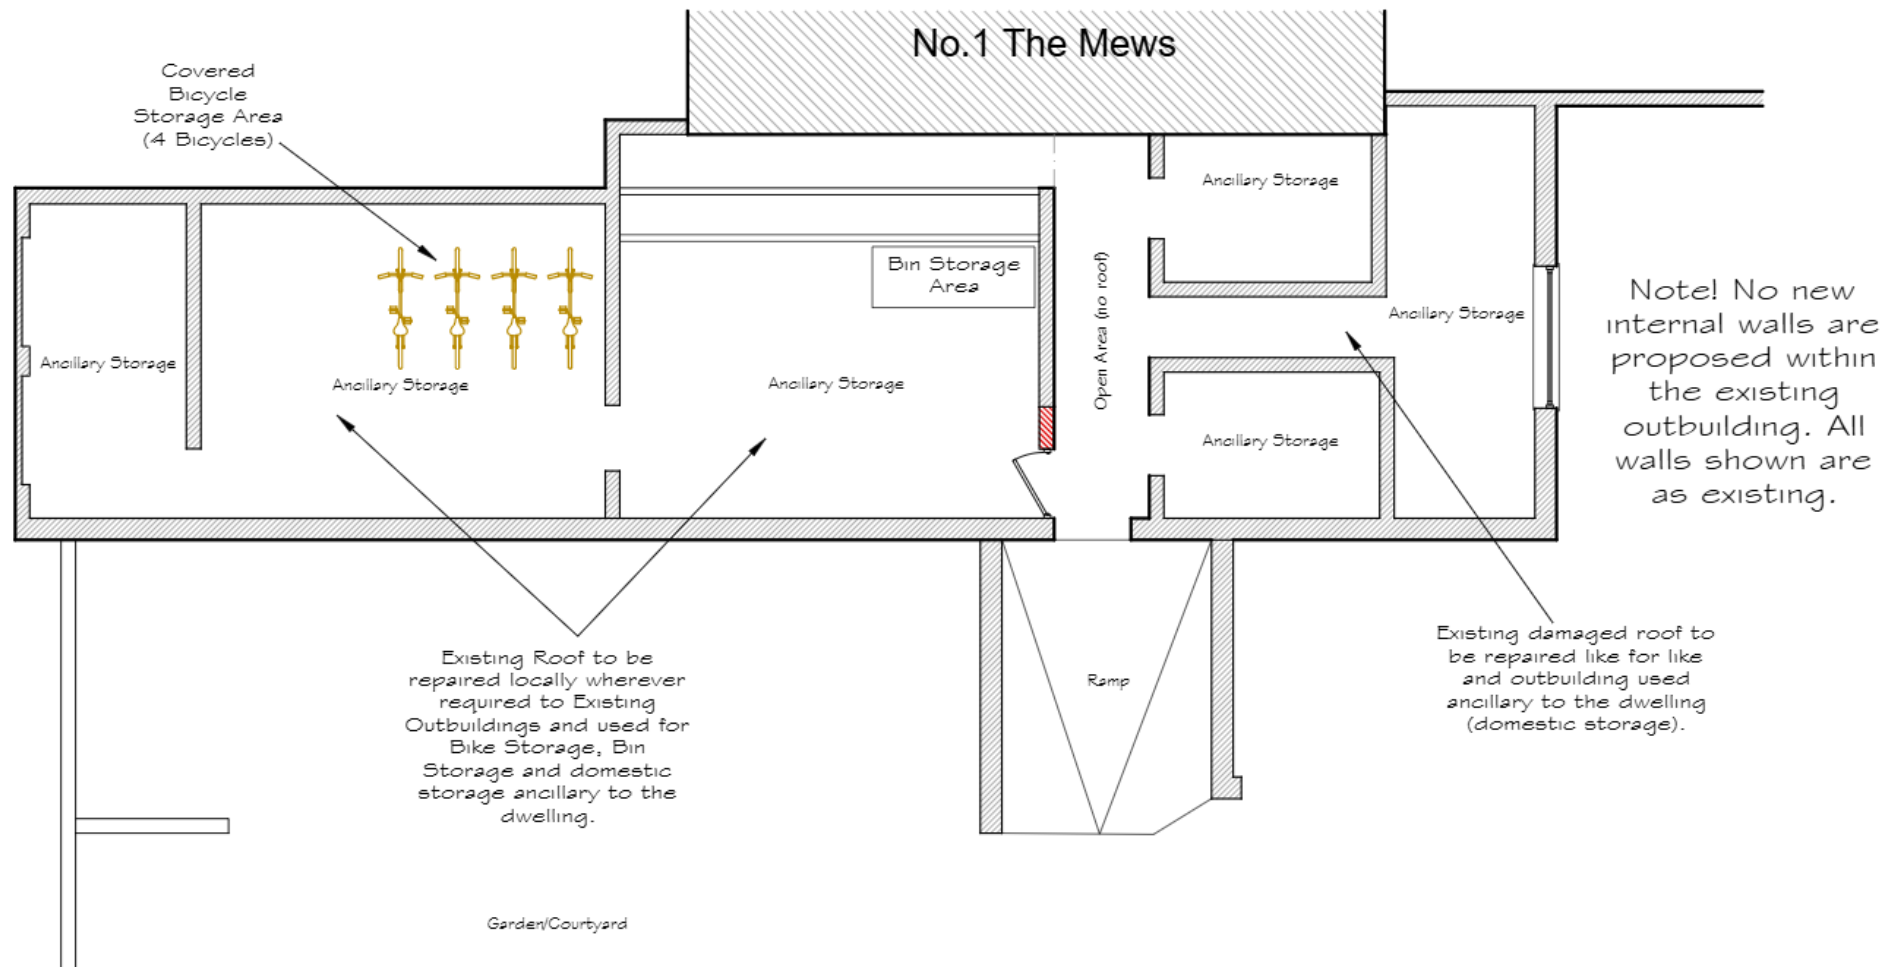 No.1 The Mews
Covered
Bicycle
Storage Area
(4 Bicycles)
Ancillary Storage
Bin Storage
Area
Open Area (no roof)
Ancillary Storage
Note! No new
internal walls are
proposed within
the existing
outbuilding. All
walls shown are
as existing.
Ancillary Storage
Ancillary Storage
Ancillary Storage
Ancillary Storage
Ancillary Storage
Existing Roof to be
repaired locally wherever
required to Existing
Outbuildings and used for
Bike Storage, Bin
Storage and domestic
storage ancillary to the
dwelling.
Ramp
Existing damaged roof to
be repaired like for like
and outbuilding used
ancillary to the dwelling
(domestic storage).
Garden/Courtyard